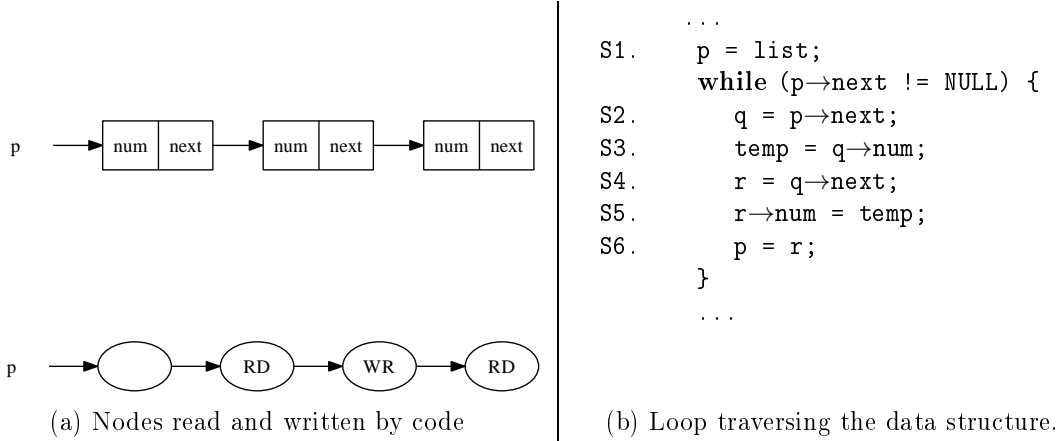 p num next num next num next
p RD WR RD
(a) Nodes read and written by code
...
S1. p = list;
while (p→next != NULL) {
S2. q = p→next;
S3. temp = q→num;
S4. r = q→next;
S5. r→num = temp;
S6. p = r;
}
...
(b) Loop traversing the data structure.